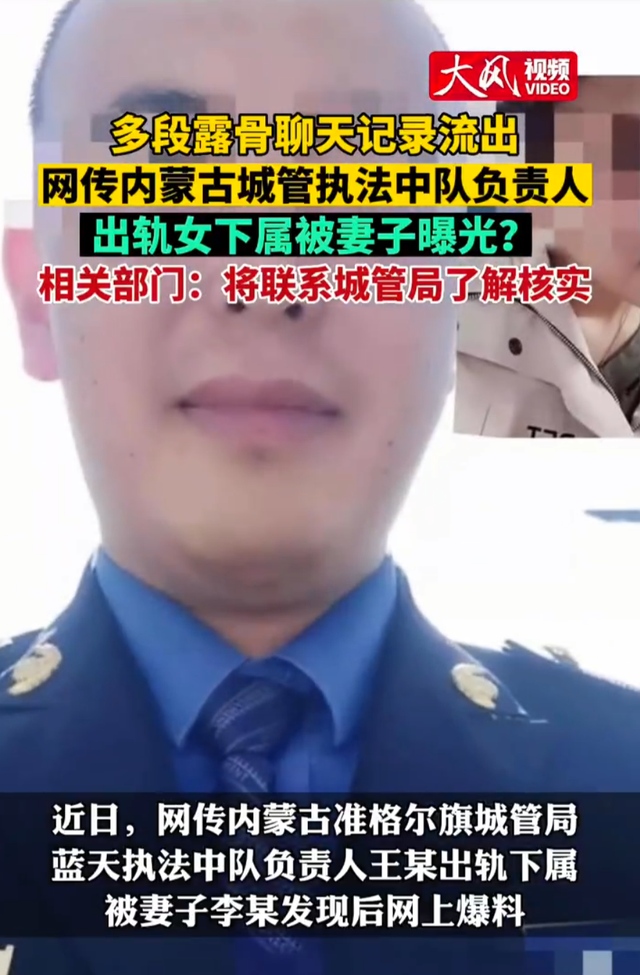 大风视频
VIDEO
多段露骨聊天记录流出
网传内蒙古城管执法中队负责人
出轨女下属被妻子曝光？
相关部门：将联系城管局了解核实
近日，网传内蒙古准格尔旗城管局
蓝天执法中队负责人王某出轨下属
被妻子李某发现后网上爆料